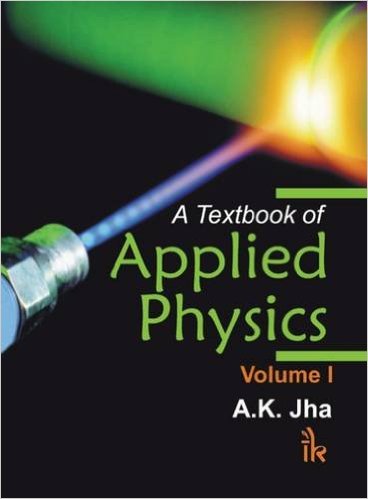 A Textbook of
Applied
Physics
Volume I
A.K. Jha
ik